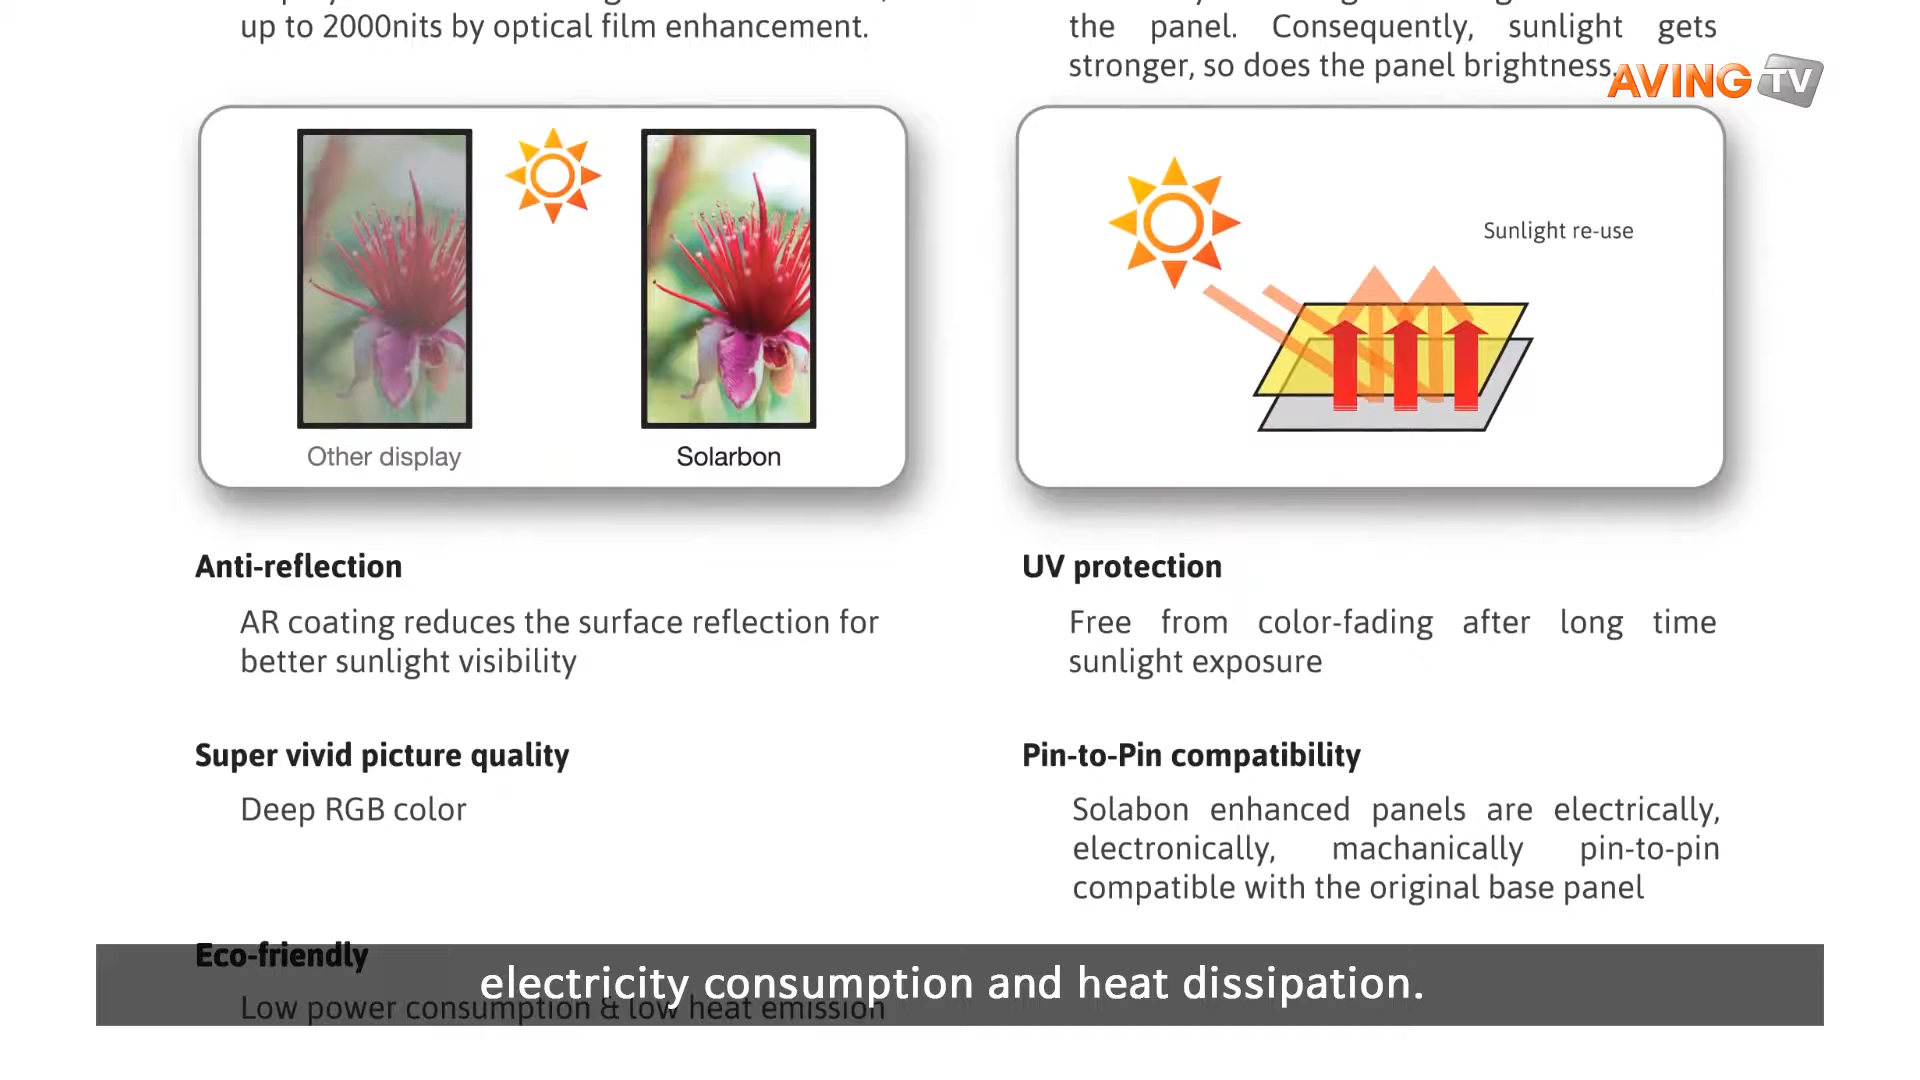 up to 2000nits by optical film enhancement.
the panel. Consequently, sunlight gets
stronger, so does the panel brightness.
AVING TV
Other display
Solarbon
Sunlight re-use
Anti-reflection
AR coating reduces the surface reflection for
better sunlight visibility
UV protection
Free from color-fading after long time
sunlight exposure
Super vivid picture quality
Deep RGB color
Pin-to-Pin compatibility
Solabon enhanced panels are electrically,
electronically, machanically pin-to-pin
compatible with the original base panel
Eco-friendly
Low power consumption & low heat emission
electricity consumption and heat dissipation.